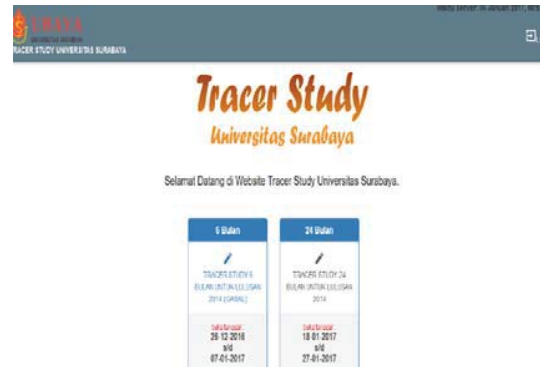 UBAYA
UNIVERSITAS SURABAYA
TRACER STUDY UNIVERSITAS SURABAYA
Tracer Study
Universitas Surabaya
Selamat Datang di Website Tracer Study Universitas Surabaya.
6 Bulan
TRACER STUDY 6
BULAN UNTUK LULUSAN
2014 (GASAL)
26-12-2016
s/d
07-01-2017
24 Bulan
TRACER STUDY 24
BULAN UNTUK LULUSAN
2014
18-01-2017
s/d
27-01-2017